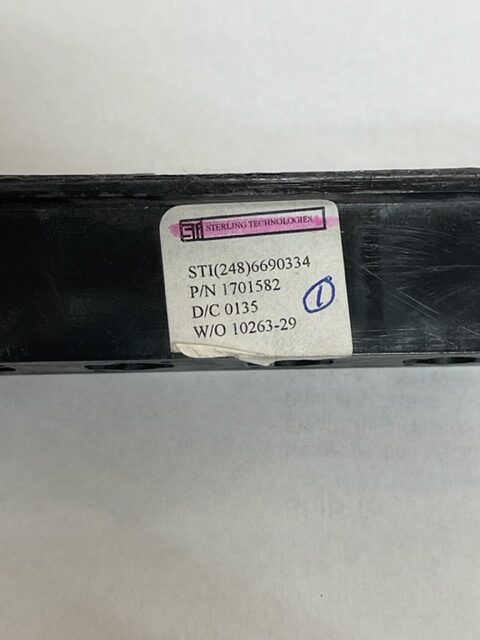 STI STERLING TECHNOLOGIES
STI(248)6690334
P/N 1701582
D/C 0135
W/O 10263-29
1